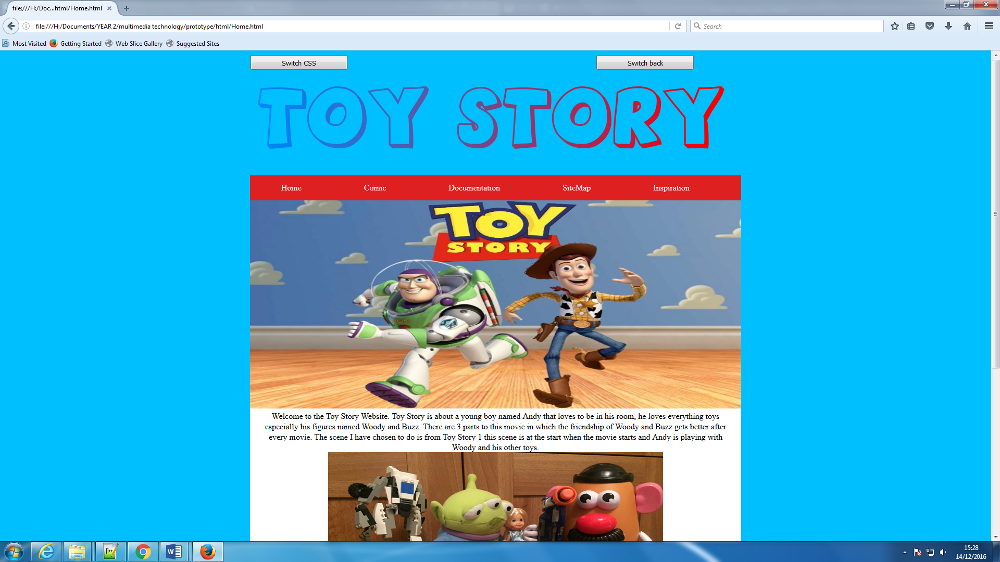 file:///H:/Doc...html/Home.html
file:///H:/Documents/YEAR 2/multimedia technology/prototype/html/Home.html
Search
Most Visited
Getting Started
Web Slice Gallery
Suggested Sites
Switch CSS
Switch back
TOY STORY
Home
Comic
Documentation
SiteMap
Inspiration
TOY
STORY
Welcome to the Toy Story Website. Toy Story is about a young boy named Andy that loves to be in his room, he loves everything toys
especially his figures named Woody and Buzz. There are 3 parts to this movie in which the friendship of Woody and Buzz gets better after
every movie. The scene I have chosen to do is from Toy Story 1 this scene is at the start when the movie starts and Andy is playing with
Woody and his other toys.
15:28
14/12/2016